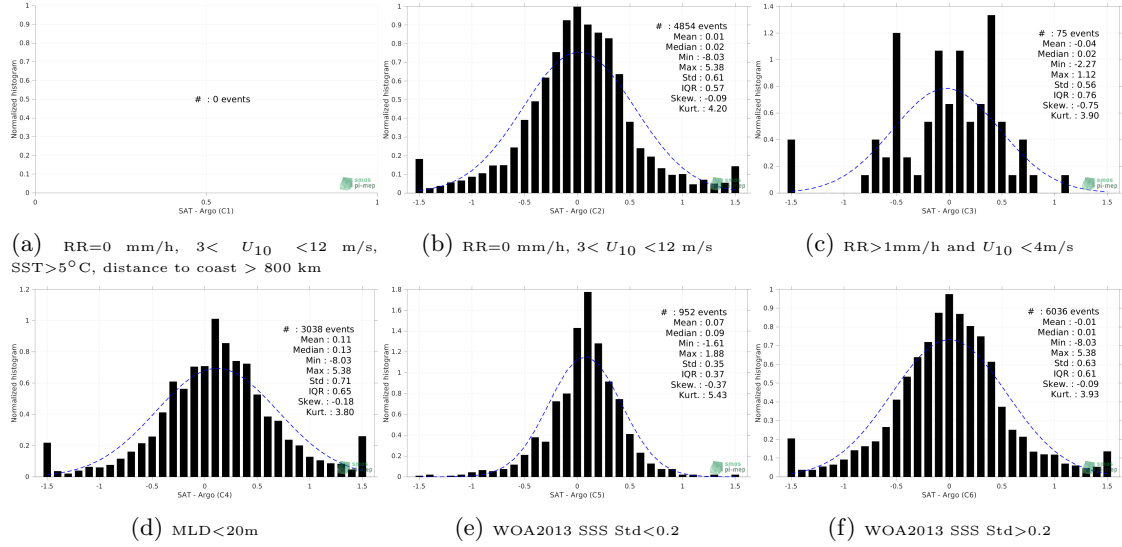 Normalized histogram
1
0.9
0.8
0.7
0.6
0.5
0.4
0.3
0.2
0.1
0
# : 0 events
0 0.5 1
SAT - Argo (C1)
smos
pi-mep
(a) RR=0 mm/h, 3< U10 <12 m/s,
SST>5°C, distance to coast > 800 km
Normalized histogram
1
0.9
0.8
0.7
0.6
0.5
0.4
0.3
0.2
0.1
0
# : 4854 events
Mean : 0.01
Median : 0.02
Min : -8.03
Max : 5.38
Std : 0.61
IQR : 0.57
Skew. : -0.09
Kurt. : 4.20
-1.5 -1 -0.5 0 0.5 1 1.5
SAT - Argo (C2)
smos
pi-mep
(b) RR=0 mm/h, 3< U10 <12 m/s
Normalized histogram
1.4
1.2
1
0.8
0.6
0.4
0.2
0
# : 75 events
Mean : -0.04
Median : 0.02
Min : -2.27
Max : 1.12
Std : 0.56
IQR : 0.76
Skew. : -0.75
Kurt. : 3.90
-1.5 -1 -0.5 0 0.5 1 1.5
SAT - Argo (C3)
smos
pi-mep
(c) RR>1mm/h and U10 <4m/s
Normalized histogram
1.2
1
0.8
0.6
0.4
0.2
0
# : 3038 events
Mean : 0.11
Median : 0.13
Min : -8.03
Max : 5.38
Std : 0.71
IQR : 0.65
Skew. : -0.18
Kurt. : 3.80
-1.5 -1 -0.5 0 0.5 1 1.5
SAT - Argo (C4)
smos
pi-mep
(d) MLD<20m
Normalized histogram
1.8
1.6
1.4
1.2
1
0.8
0.6
0.4
0.2
0
# : 952 events
Mean : 0.07
Median : 0.09
Min : -1.61
Max : 1.88
Std : 0.35
IQR : 0.37
Skew. : -0.37
Kurt. : 5.43
-1.5 -1 -0.5 0 0.5 1 1.5
SAT - Argo (C5)
smos
pi-mep
(e) WOA2013 SSS Std<0.2
Normalized histogram
1
0.9
0.8
0.7
0.6
0.5
0.4
0.3
0.2
0.1
0
# : 6036 events
Mean : -0.01
Median : 0.01
Min : -8.03
Max : 5.38
Std : 0.63
IQR : 0.61
Skew. : -0.09
Kurt. : 3.93
-1.5 -1 -0.5 0 0.5 1 1.5
SAT - Argo (C6)
smos
pi-mep
(f) WOA2013 SSS Std>0.2